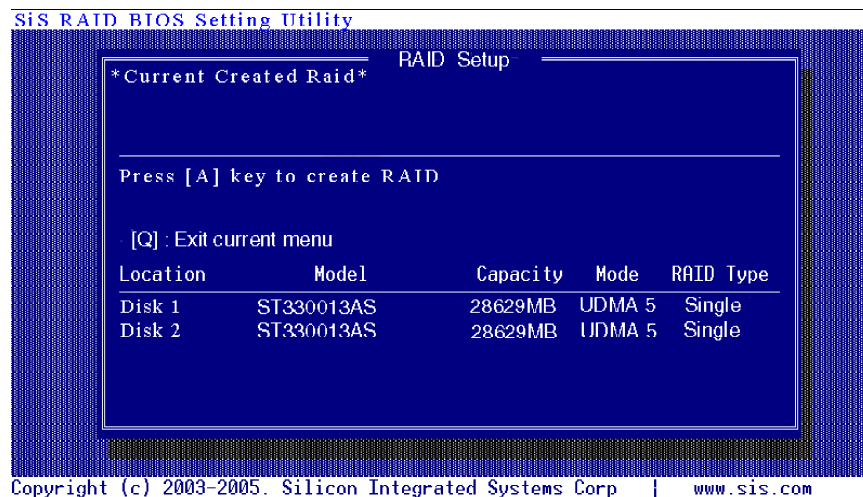 SiS RAID BIOS Setting Utility
RAID Setup
*Current Created Raid*
Press [A] key to create RAID
[Q] : Exit current menu
Location Model Capacity Mode RAID Type
Disk 1 ST330013AS 28629MB UDMA 5 Single
Disk 2 ST330013AS 28629MB UDMA 5 Single
Copyright (c) 2003-2005. Silicon Integrated Systems Corp | www.sis.com